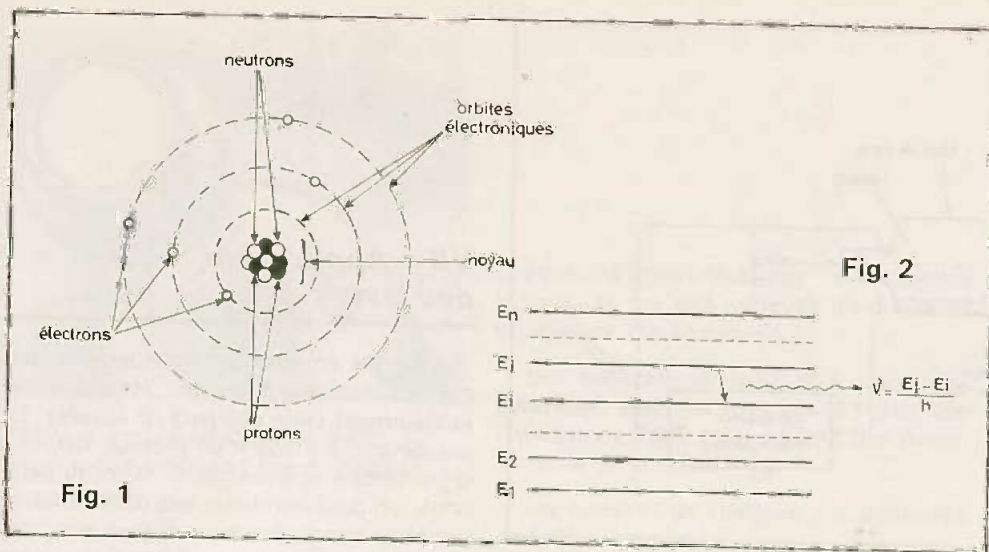 neutrons
orbites
électroniques
noyau
électrons
protons
Fig. 1
Fig. 2
En
Ej
Ei
E2
E1
ν = Ej - Ei
h